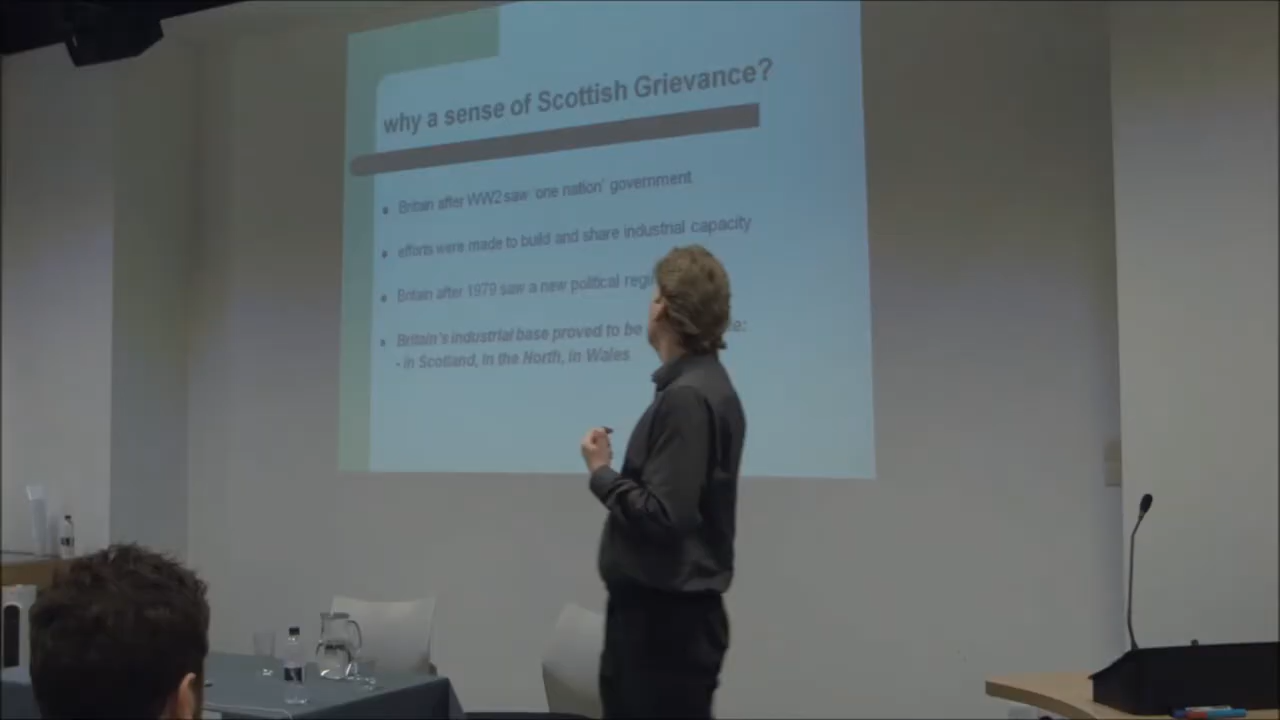 why a sense of Scottish Grievance?
• Britain after WW2 saw 'one nation' government
• efforts were made to build and share industrial capacity
• Britain after 1979 saw a new political
• Britain's industrial base proved to be
- in Scotland, in the North, in Wales